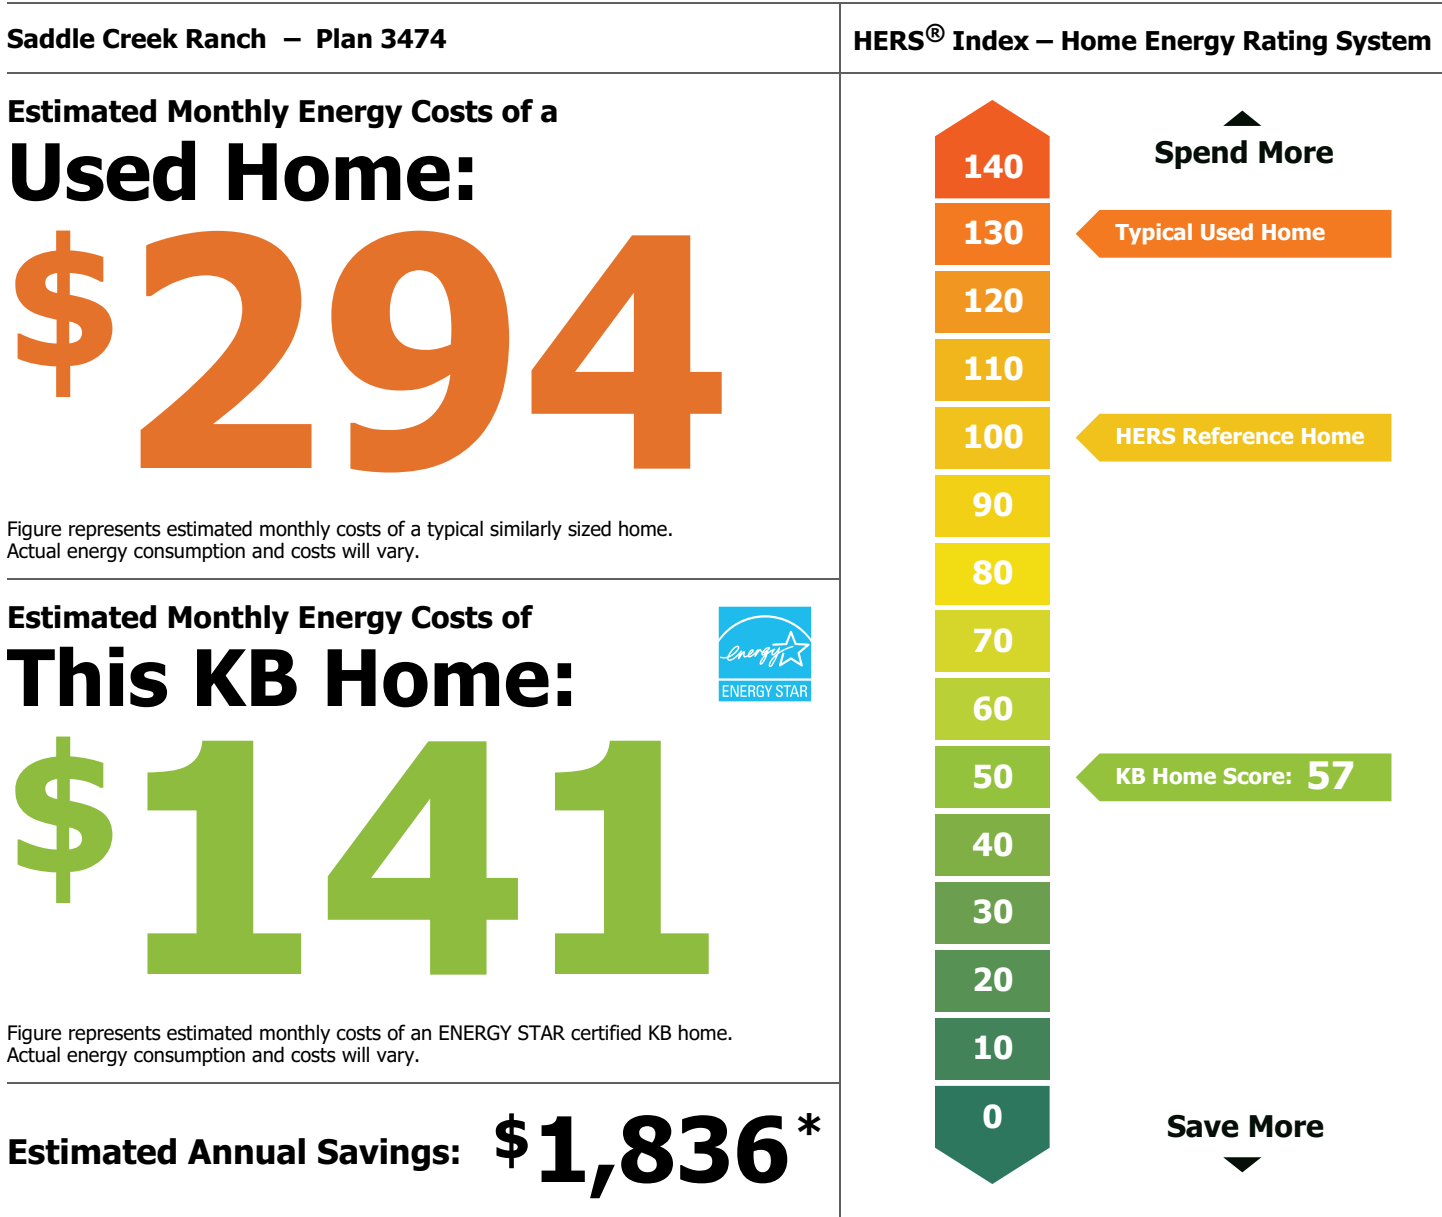 Saddle Creek Ranch – Plan 3474
Estimated Monthly Energy Costs of a
Used Home:
$294
Figure represents estimated monthly costs of a typical similarly sized home.
Actual energy consumption and costs will vary.
Estimated Monthly Energy Costs of
This KB Home:
energy
ENERGY STAR
$141
Figure represents estimated monthly costs of an ENERGY STAR certified KB home.
Actual energy consumption and costs will vary.
Estimated Annual Savings: $1,836*
HERS® Index – Home Energy Rating System
Spend More
140
130 Typical Used Home
120
110
100 HERS Reference Home
90
80
70
60
50 KB Home Score: 57
40
30
20
10
0
Save More